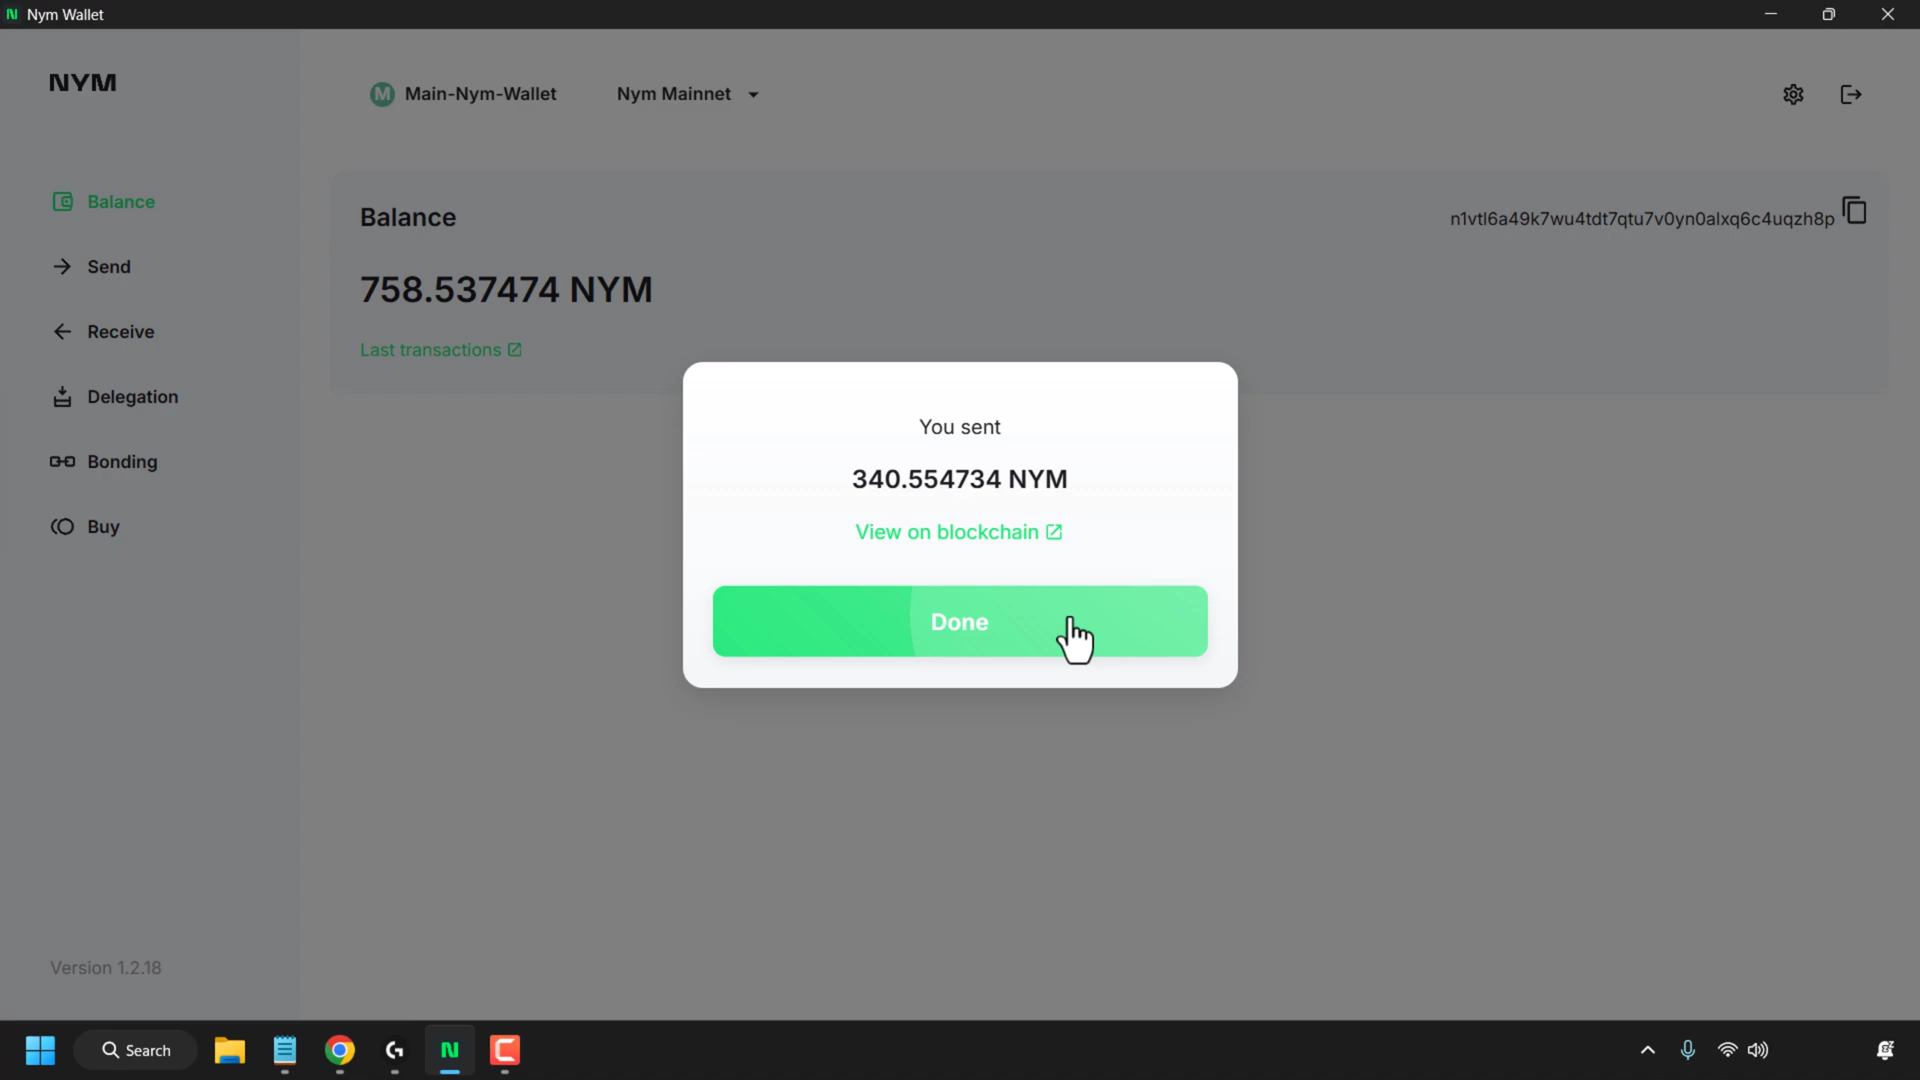 Nym Wallet
NYM
M Main-Nym-Wallet
Nym Mainnet
Balance
Send
Receive
Delegation
Bonding
Buy
Version 1.2.18
Balance
n1vtl6a49k7wu4tdt7qtu7v0yn0alxq6c4uqzh8p
758.537474 NYM
Last transactions
You sent
340.554734 NYM
View on blockchain
Done
Search